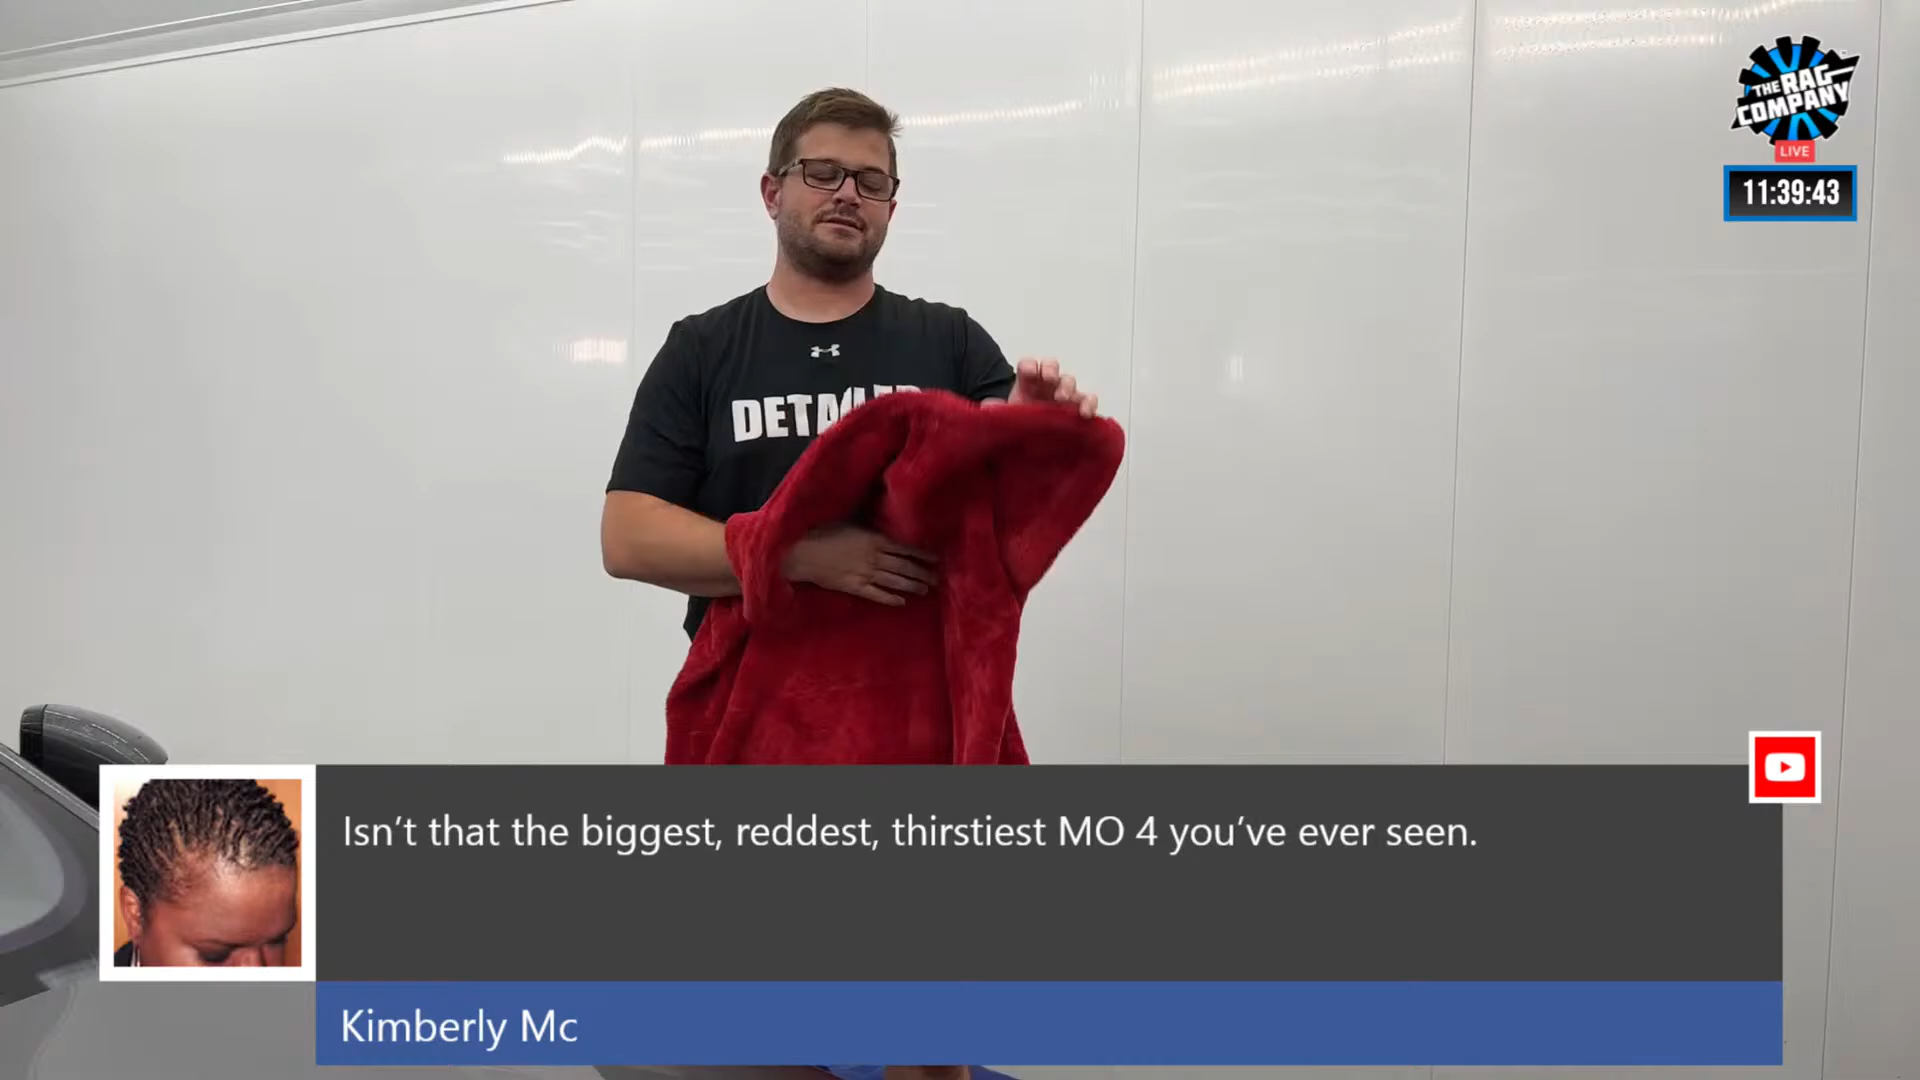 THE RAG
COMPANY
LIVE
11:39:43
Isn't that the biggest, reddest, thirstiest MO 4 you've ever seen.
Kimberly Mc